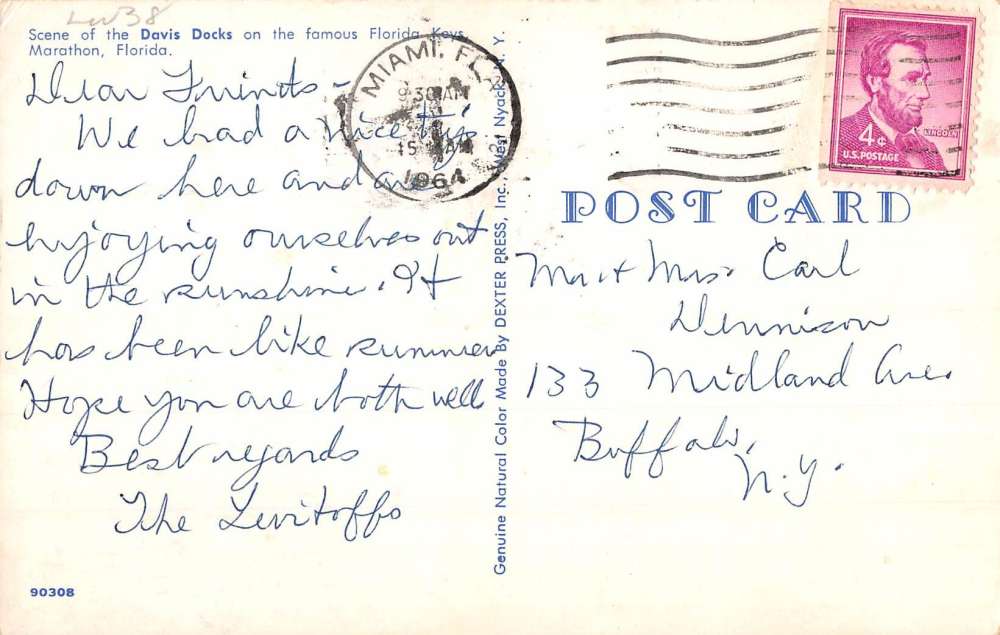 Scene of the Davis Docks on the famous Florida Keys
Marathon, Florida.
Dear Friends -
We had a nice trip
down here and are
enjoying ourselves out
in the sunshine. It
has been like summer
Hope you are both well
Best regards
The Levitoffs
90308
Genuine Natural Color Made By DEXTER PRESS, Inc. West Nyack, N. Y.
MIAMI, FLA
30 AM
15
1964
4¢
LINCOLN
U.S. POSTAGE
POST CARD
Mr + Mrs. Carl
Dennison
133 Midland Ave.
Buffalo,
N.Y.